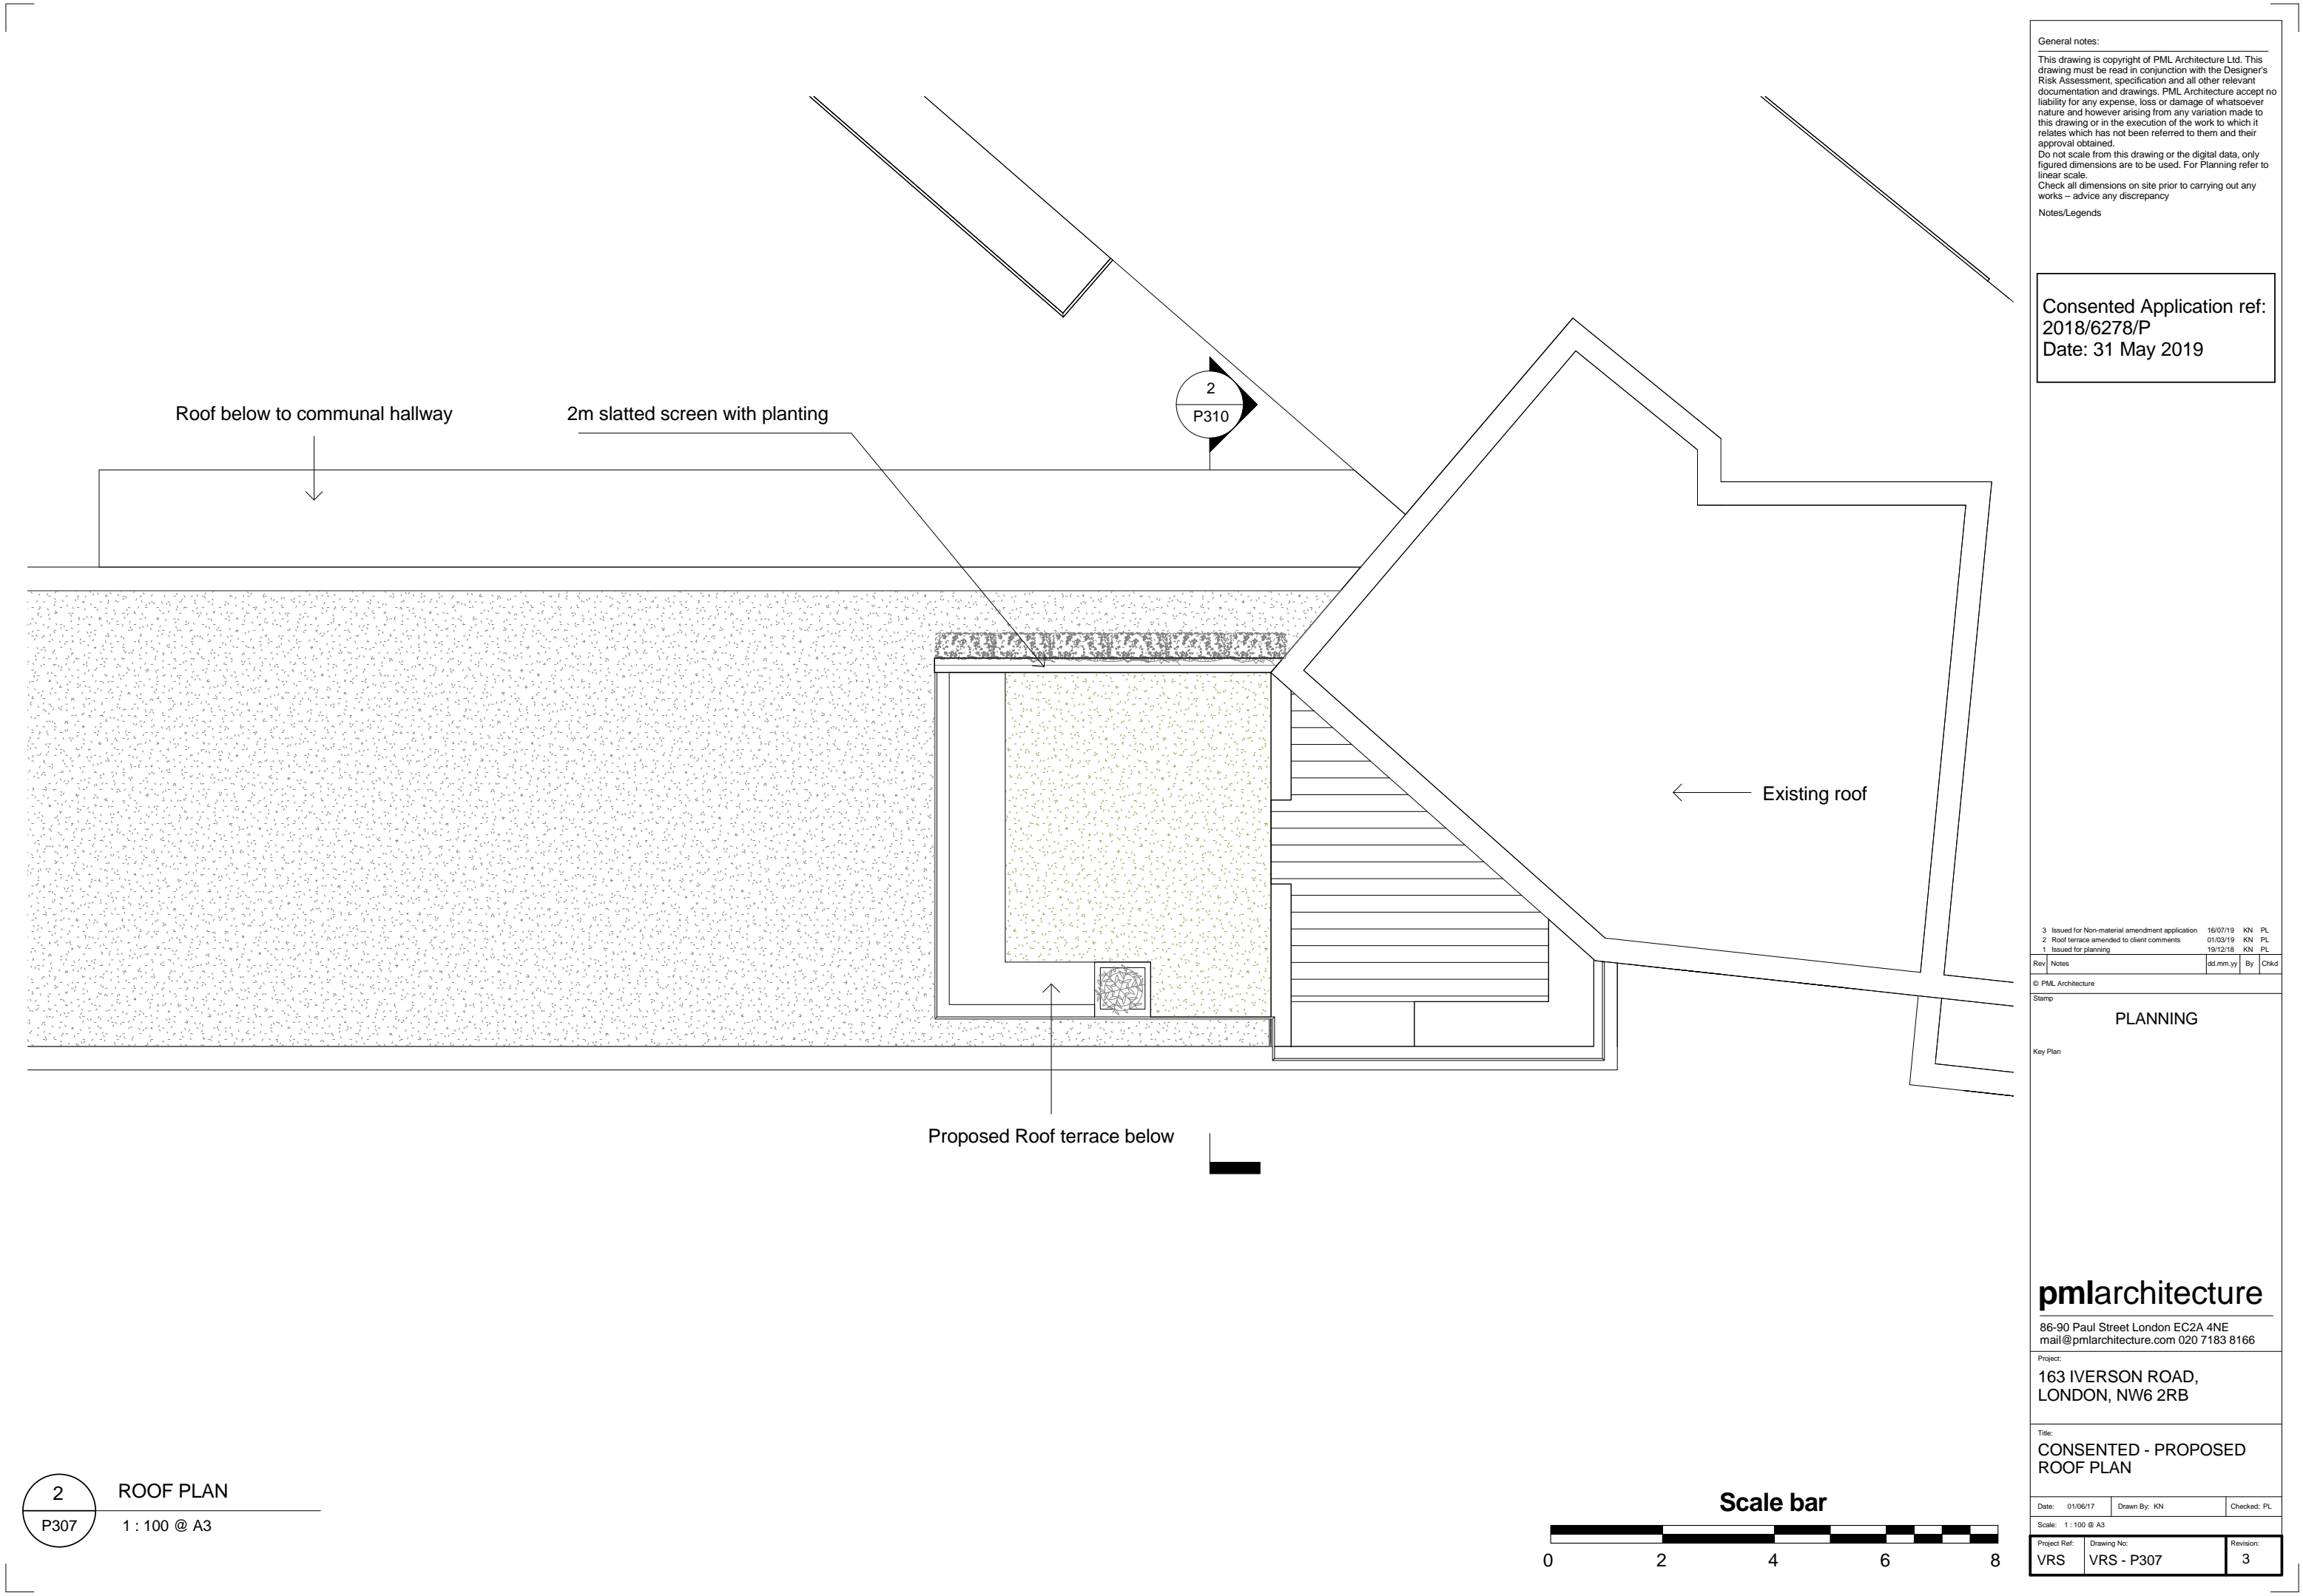 General notes:
This drawing is copyright of PML Architecture Ltd. This
drawing must be read in conjunction with the Designer's
Risk Assessment, specification and all other relevant
documentation and drawings. PML Architecture accept no
liability for any expense, loss or damage of whatsoever
nature and however arising from any variation made to
this drawing or in the execution of the work to which it
relates which has not been referred to them and their
approval obtained.
Do not scale from this drawing or the digital data, only
figured dimensions are to be used. For Planning refer to
linear scale.
Check all dimensions on site prior to carrying out any
works – advice any discrepancy
Notes/Legends
Consented Application ref:
2018/6278/P
Date: 31 May 2019
Roof below to communal hallway
2m slatted screen with planting
2
P310
Existing roof
Proposed Roof terrace below
3 Issued for Non-material amendment application 16/07/19 KN PL
2 Roof terrace amended to client comments 01/03/19 KN PL
1 Issued for planning 19/12/18 KN PL
Rev Notes dd.mm.yy By Chkd
© PML Architecture
Stamp
PLANNING
Key Plan
pmlarchitecture
86-90 Paul Street London EC2A 4NE
mail@pmlarchitecture.com 020 7183 8166
Project:
163 IVERSON ROAD,
LONDON, NW6 2RB
Title:
CONSENTED - PROPOSED
ROOF PLAN
Date: 01/06/17 Drawn By: KN Checked: PL
Scale: 1 : 100 @ A3
Project Ref: Drawing No: Revision:
VRS VRS - P307 3
2
P307
ROOF PLAN
1 : 100 @ A3
Scale bar
0 2 4 6 8